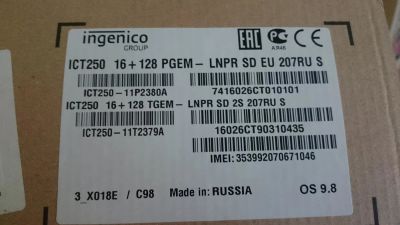 ingenico
GROUP
EAC
ICT250 16+128 PGEM- LNPR SD EU 207RU S
ICT250-11P2380A
7416026CT010101
ICT250 16+128 TGEM- LNPR SD 2S 207RU S
ICT250-11T2379A
16026CT90310435
IMEI: 353992070671046
3_X018E / C98
Made in: RUSSIA
OS 9.8